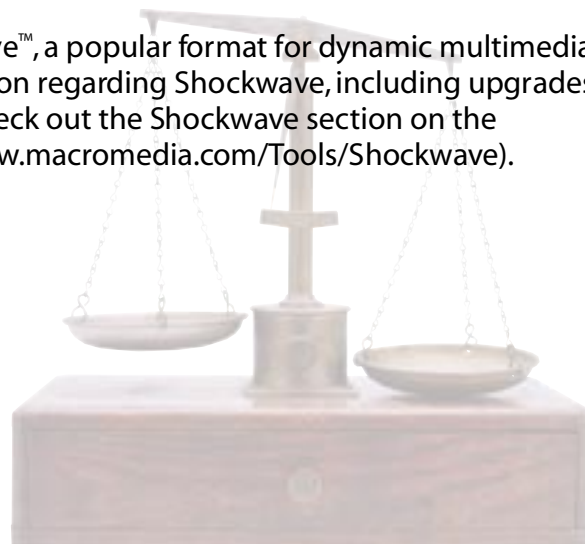 ve™, a popular format for dynamic multimedia
on regarding Shockwave, including upgrades
eck out the Shockwave section on the
w.macromedia.com/Tools/Shockwave).